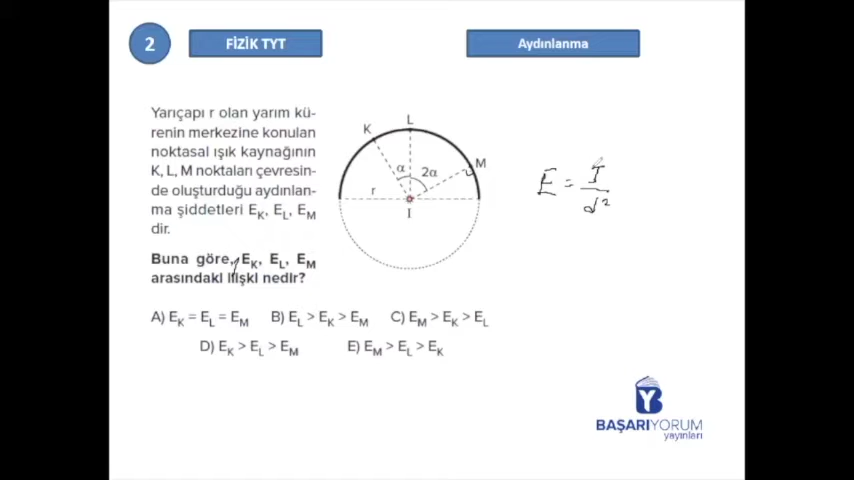 2
FİZİK TYT
Aydınlanma
Yarıçapı r olan yarım kü-
renin merkezine konulan
noktasal ışık kaynağının
K, L, M noktaları çevresin-
de oluşturduğu aydınlan-
ma şiddetleri E_K, E_L, E_M
dir.
Buna göre, E_K, E_L, E_M
arasındaki ilişki nedir?
K
L
M
α
2α
r
I
E = I/d²
A) E_K = E_L = E_M B) E_L > E_K > E_M C) E_M > E_K > E_L
D) E_K > E_L > E_M E) E_M > E_L > E_K
BAŞARIYORUM
yayınları